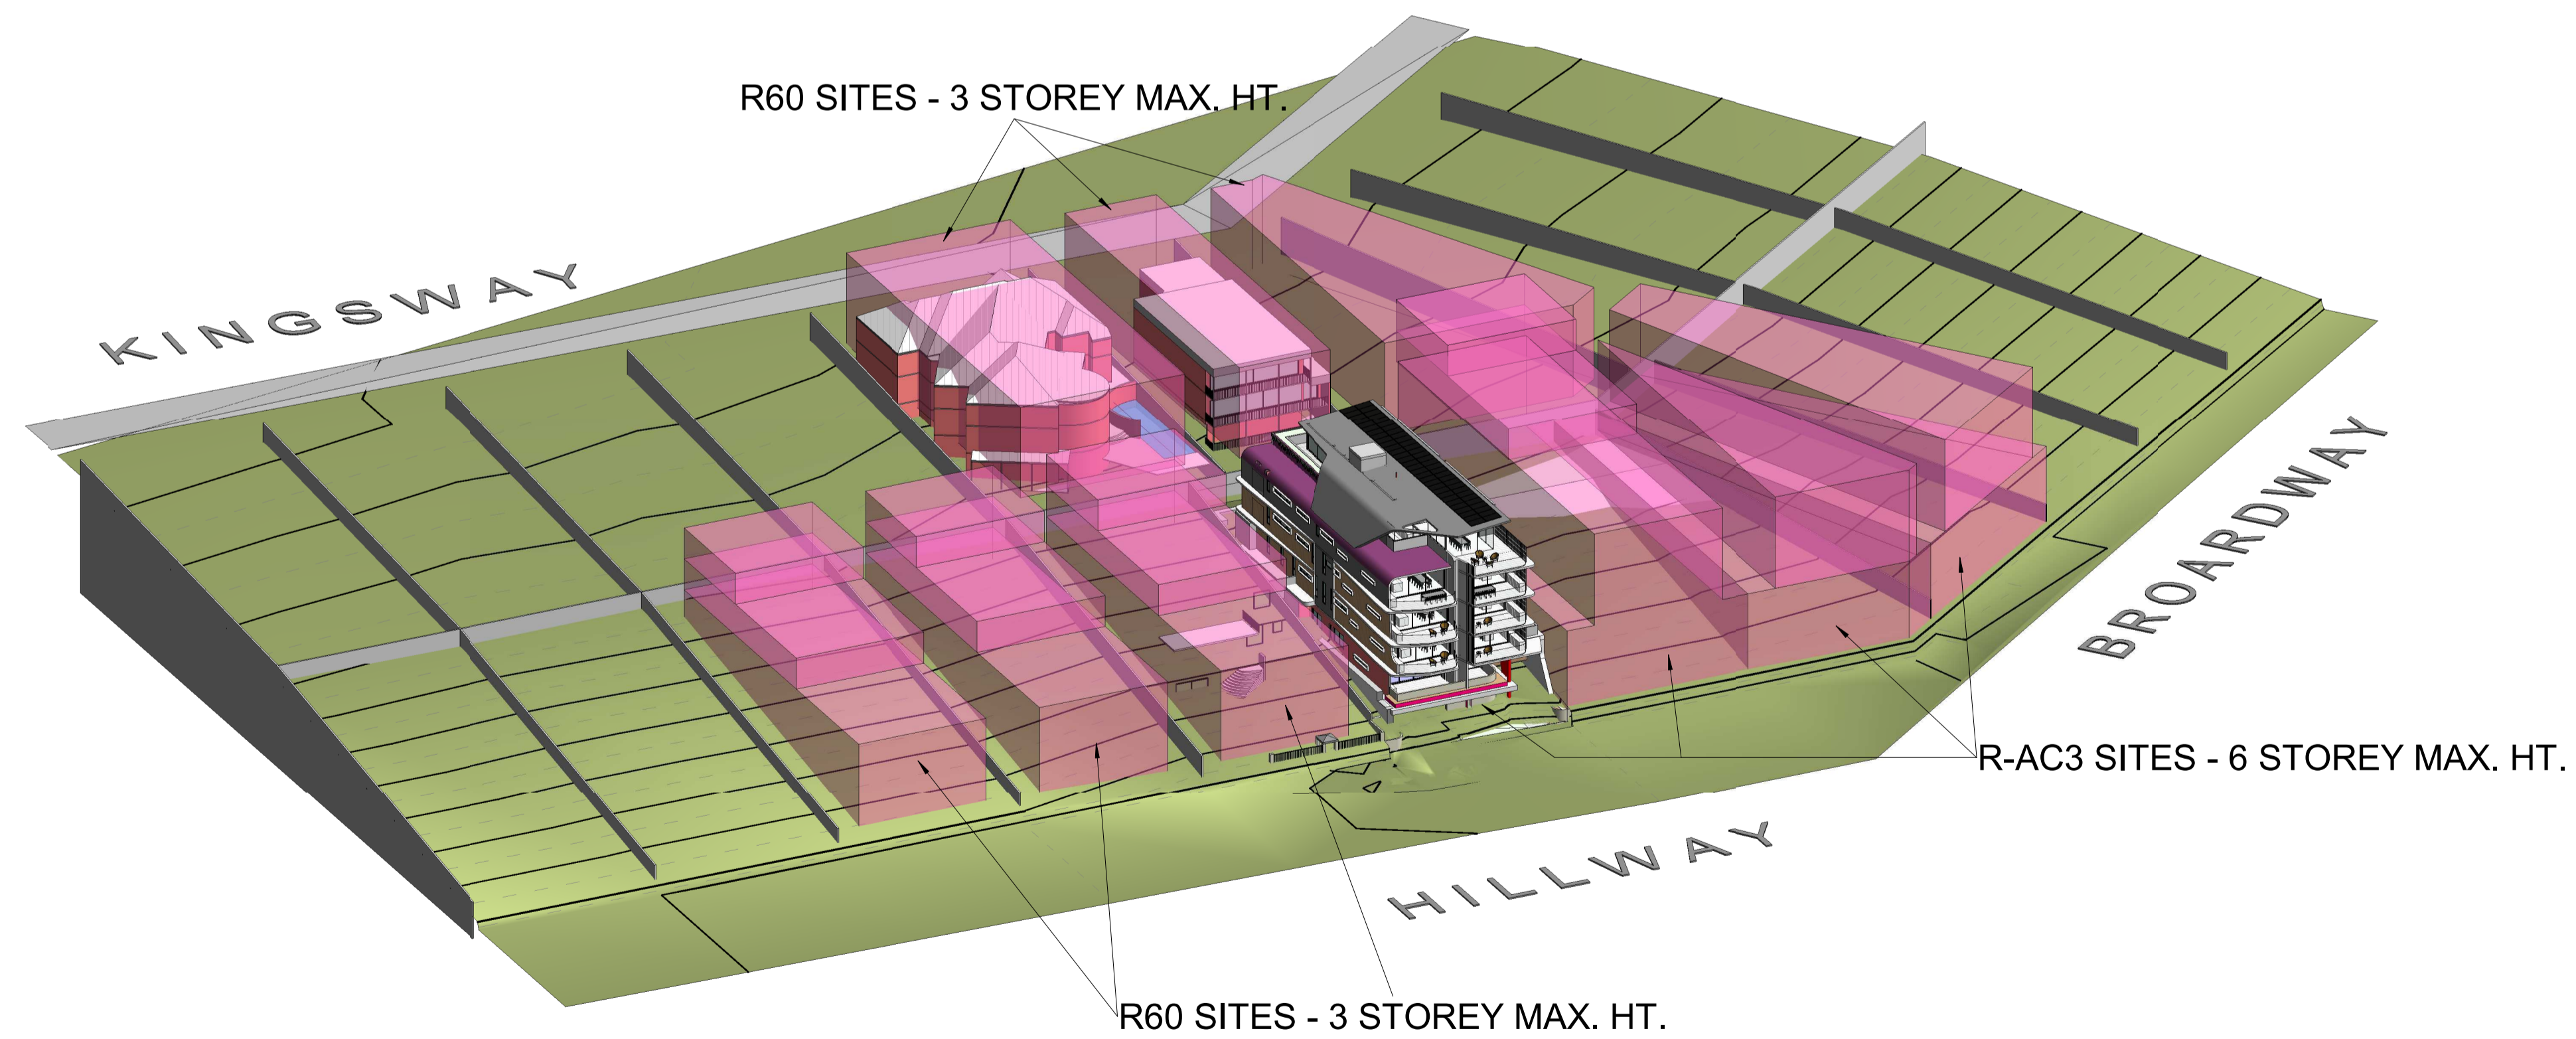 R60 SITES - 3 STOREY MAX. HT.
KINGSWAY
BROARDWAY
R-AC3 SITES - 6 STOREY MAX. HT.
HILLWAY
R60 SITES - 3 STOREY MAX. HT.